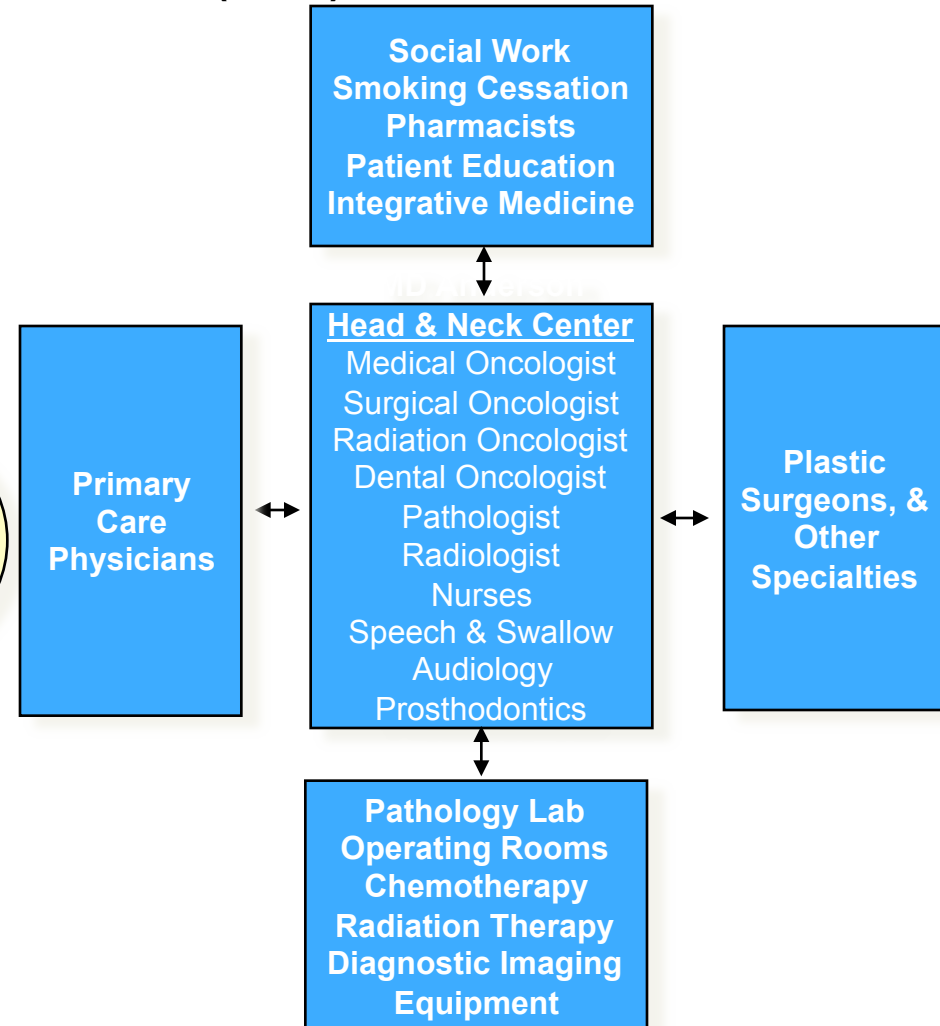 Social Work
Smoking Cessation
Pharmacists
Patient Education
Integrative Medicine
Head & Neck Center
Medical Oncologist
Surgical Oncologist
Radiation Oncologist
Dental Oncologist
Pathologist
Radiologist
Nurses
Speech & Swallow
Audiology
Prosthodontics
Primary
Care
Physicians
Plastic
Surgeons, &
Other
Specialties
Pathology Lab
Operating Rooms
Chemotherapy
Radiation Therapy
Diagnostic Imaging
Equipment